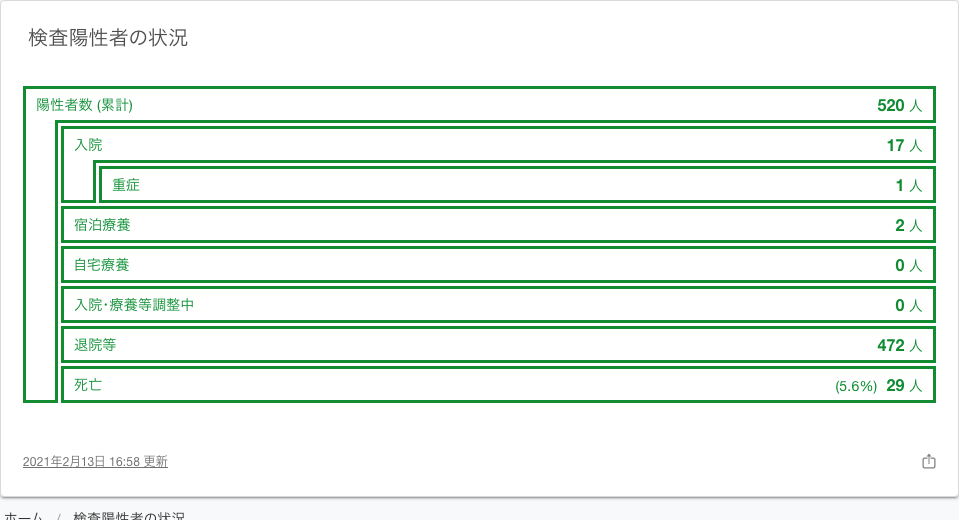 検査陽性者の状況
陽性者数 (累計) 520 人
入院 17 人
重症 1 人
宿泊療養 2 人
自宅療養 0 人
入院・療養等調整中 0 人
退院等 472 人
死亡 (5.6%) 29 人
2021年2月13日 16:58 更新
ホーム / 検査陽性者の状況